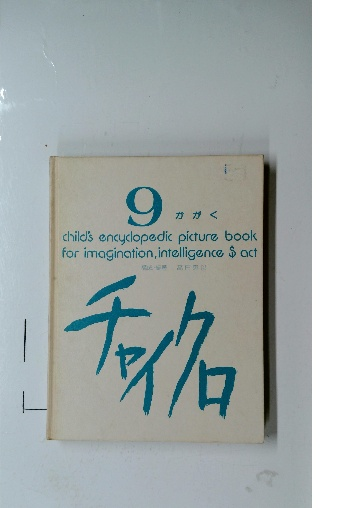 9 かがく
child's encyclopedic picture book
for imagination, intelligence & act
チャイクロ